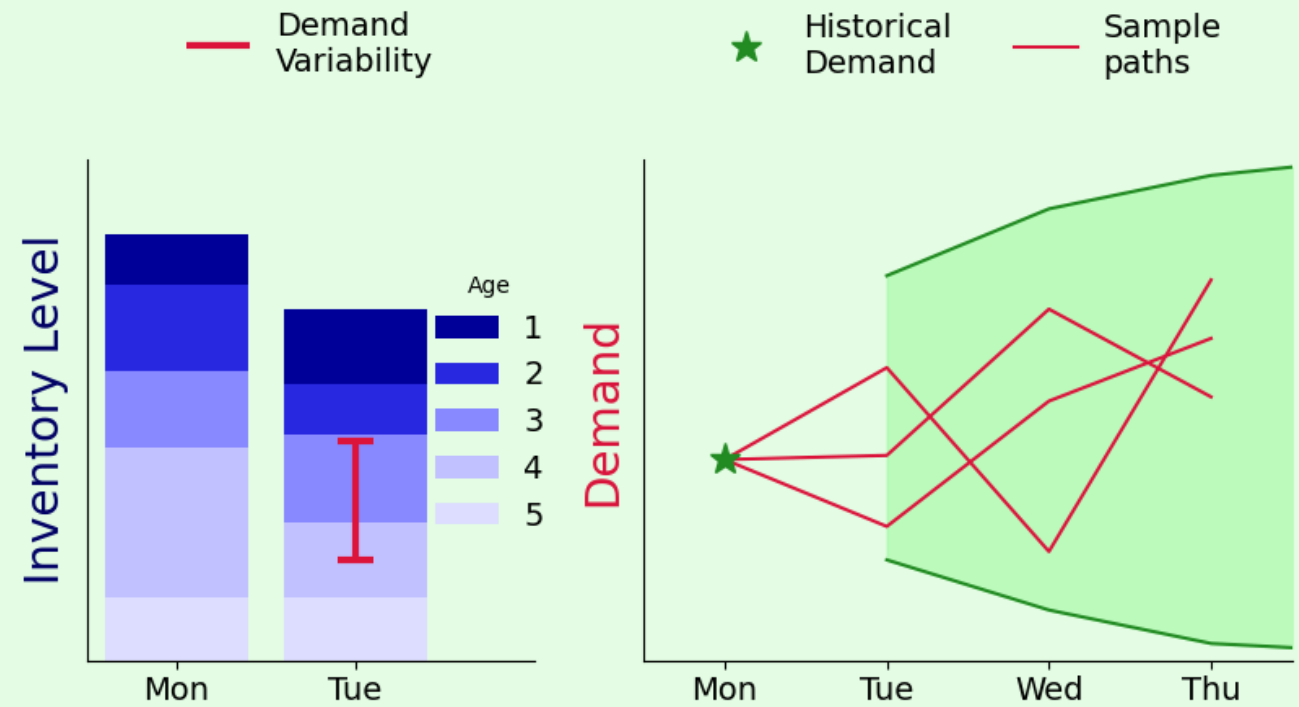 Demand
Variability
Historical
Demand
Sample
paths
Inventory Level
Age
1
2
3
4
5
Mon
Tue
Demand
Mon
Tue
Wed
Thu